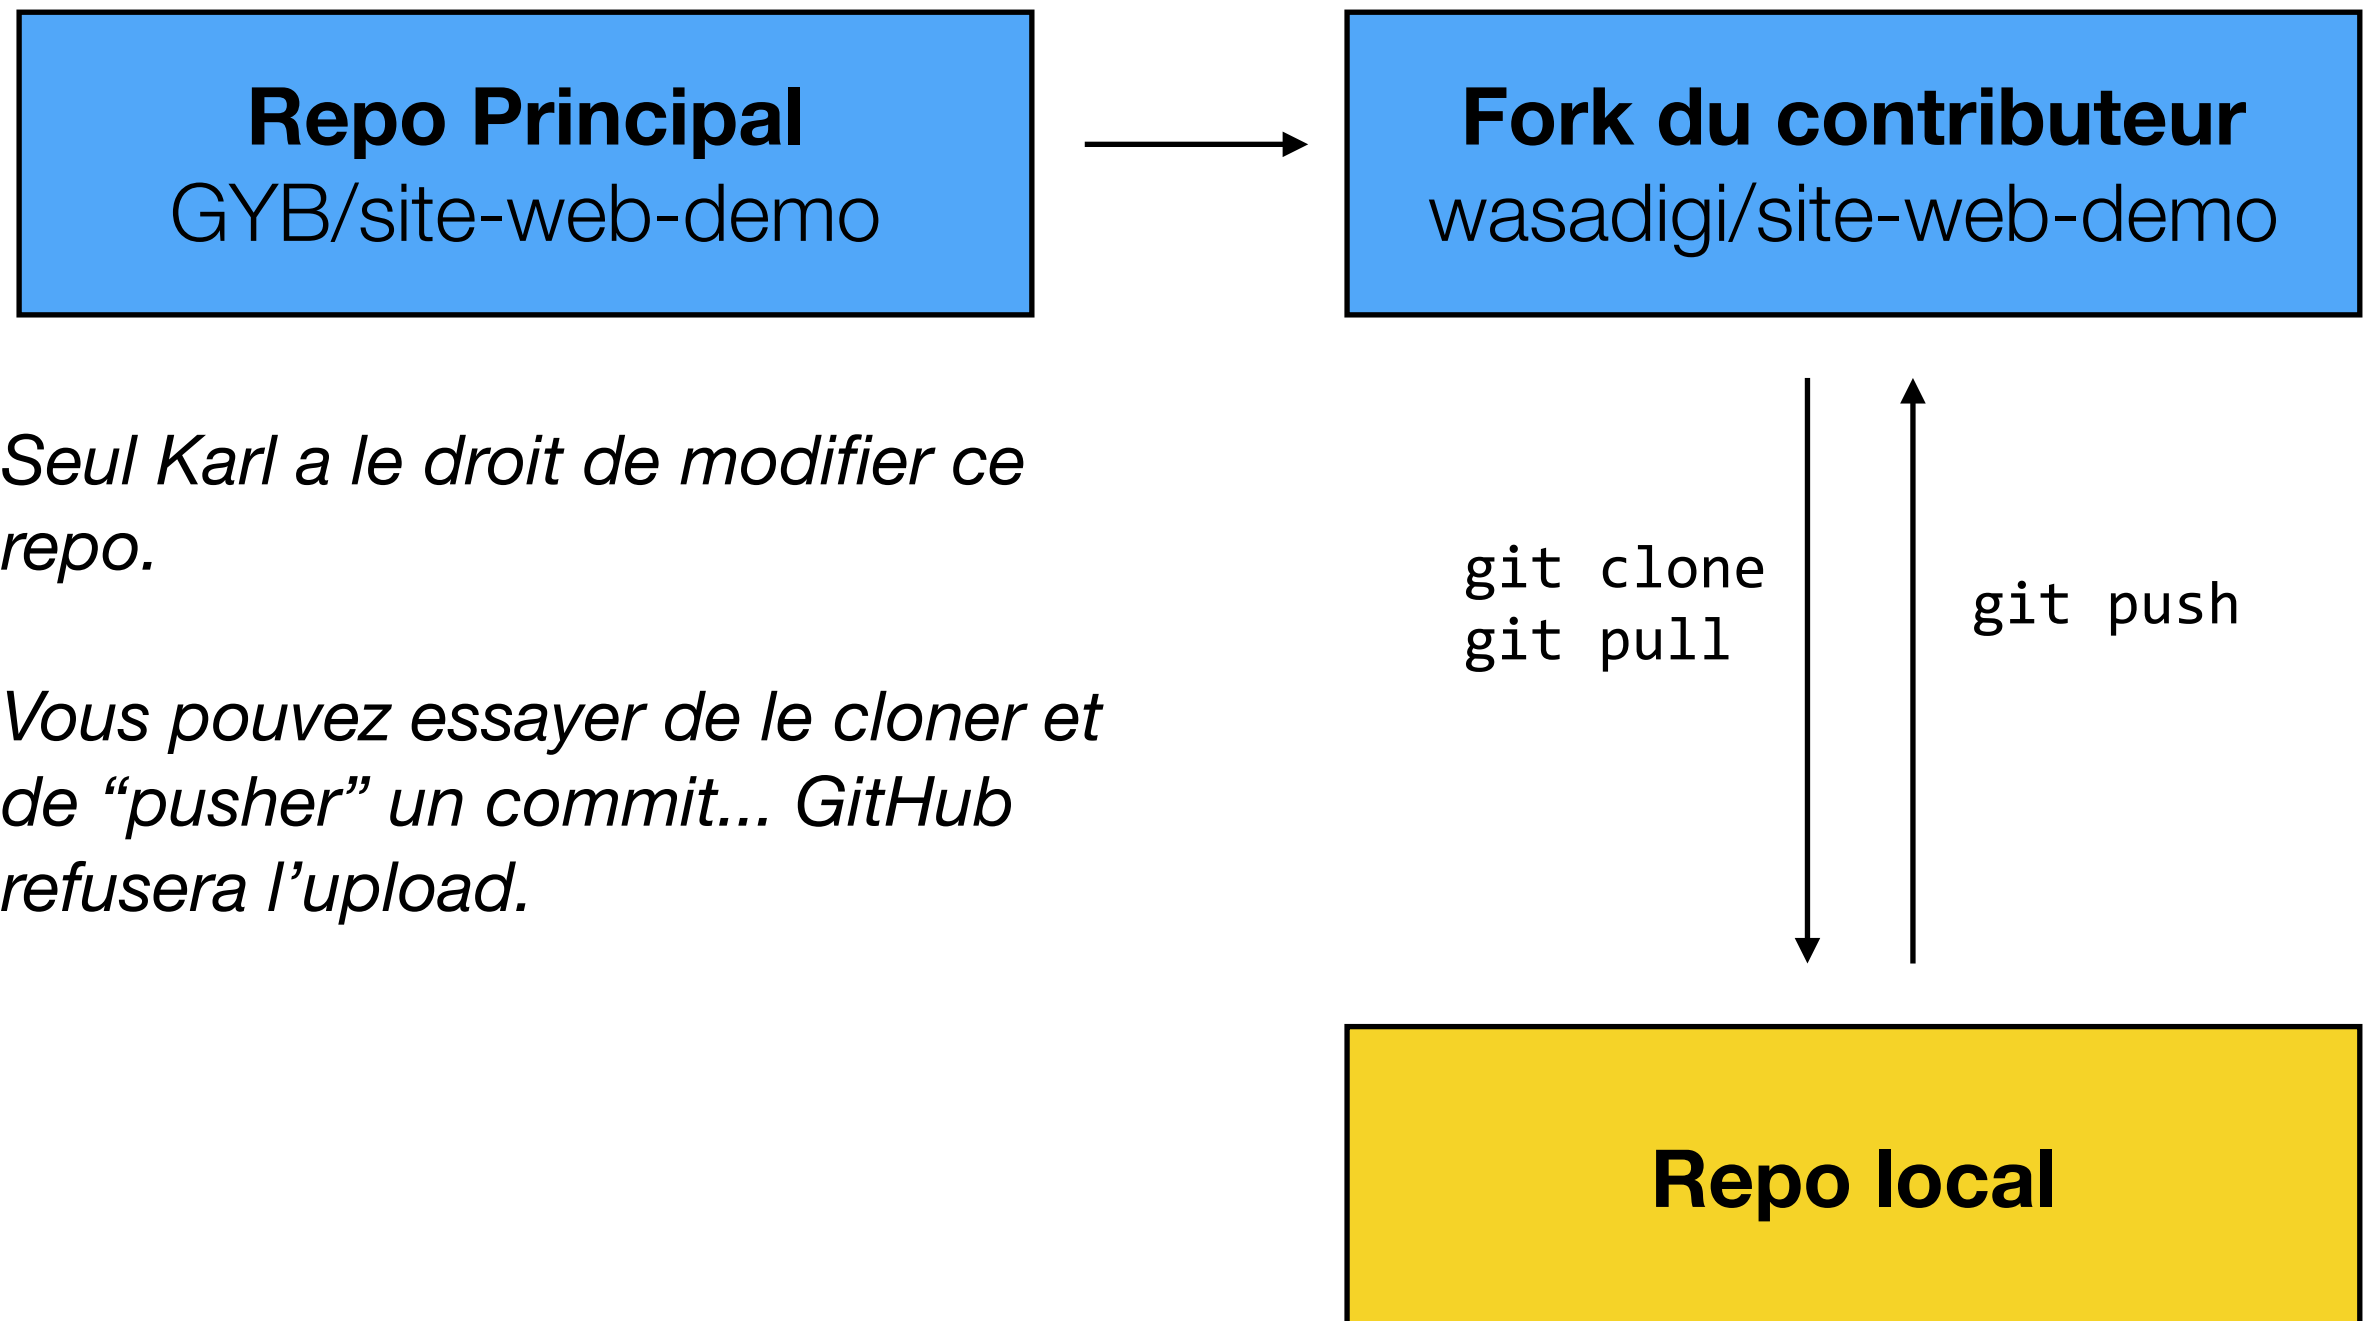 Repo Principal
GYB/site-web-demo
Fork du contributeur
wasadigi/site-web-demo
Seul Karl a le droit de modifier ce
repo.
Vous pouvez essayer de le cloner et
de “pusher” un commit... GitHub
refusera l’upload.
git clone
git pull
git push
Repo local